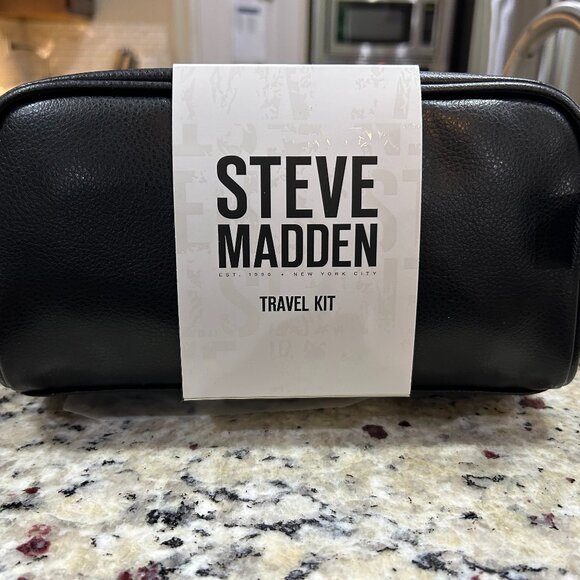 STEVE
MADDEN
EST. 1990 • NEW YORK CITY
TRAVEL KIT